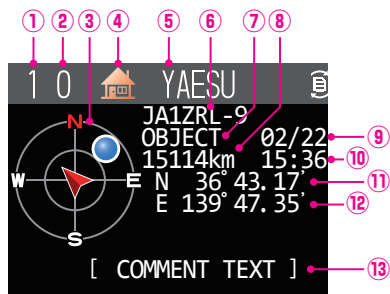 ① ② ③ ④ ⑤ ⑥ ⑦ ⑧
1 0 YAESU
JA1ZRL-9
OBJECT 02/22 ⑨
15114km 15:36 ⑩
N 36°43.17' ⑪
E 139°47.35' ⑫
N
W E
S
[ COMMENT TEXT ] ⑬